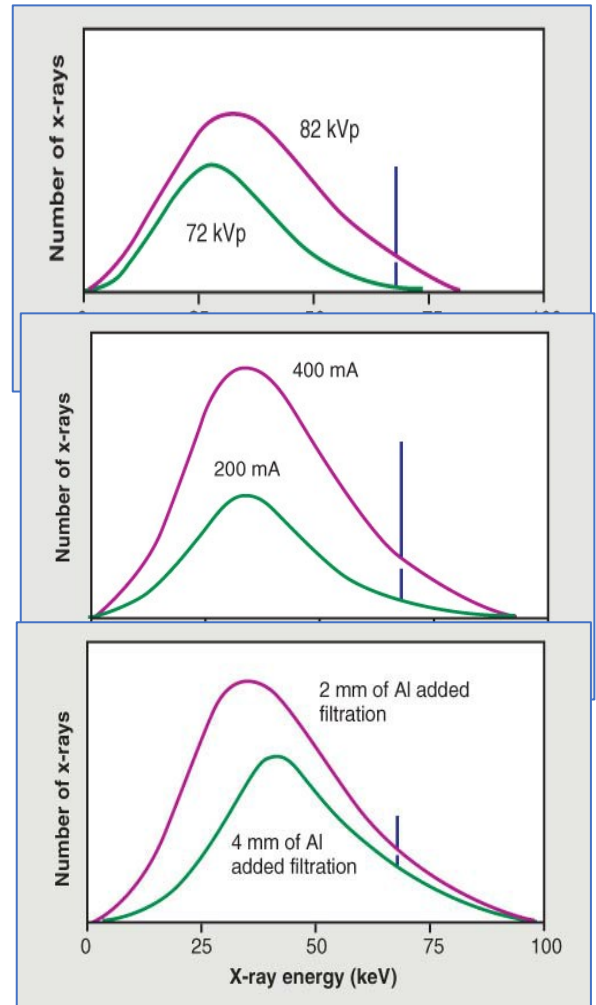 Number of x-rays
82 kVp
72 kVp
Number of x-rays
400 mA
200 mA
Number of x-rays
2 mm of Al added
filtration
4 mm of Al
added filtration
0 25 50 75 100
X-ray energy (keV)